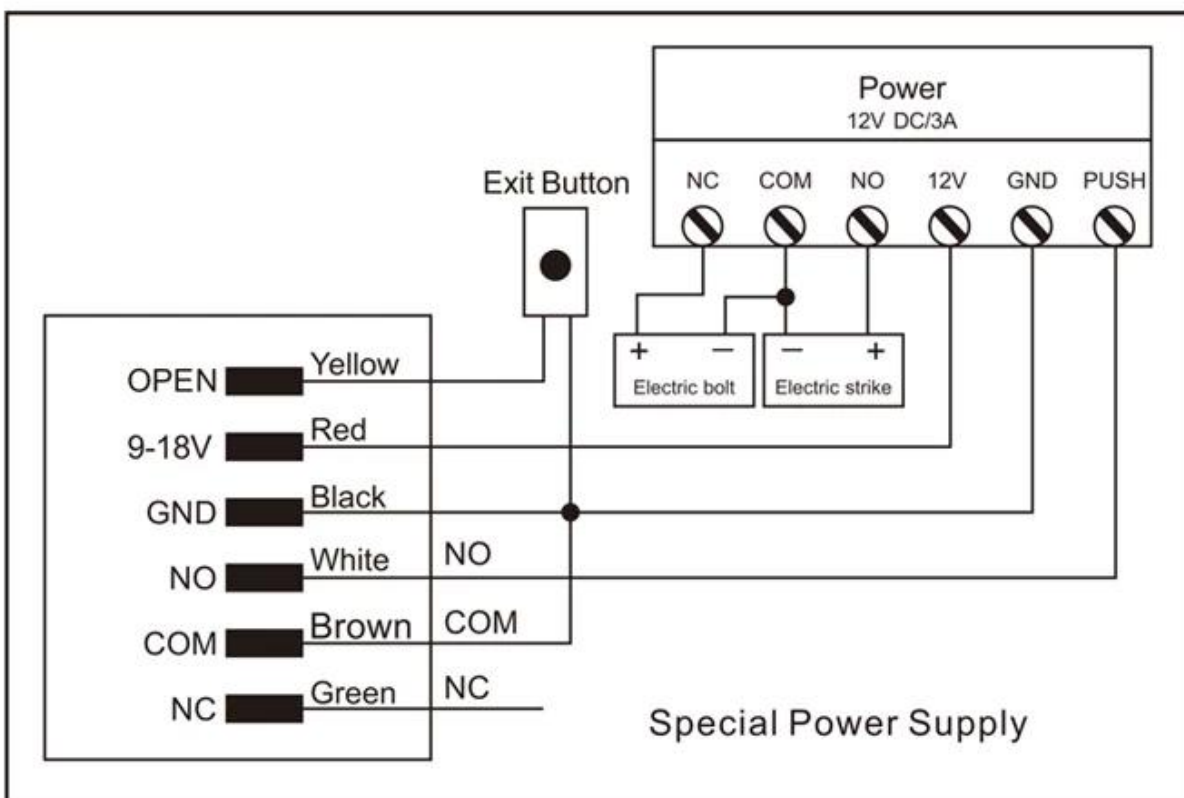 Power
12V DC/3A
NC COM NO 12V GND PUSH
Exit Button
+ — — +
Electric bolt Electric strike
OPEN Yellow
9-18V Red
GND Black
NO White NO
COM Brown COM
NC Green NC
Special Power Supply